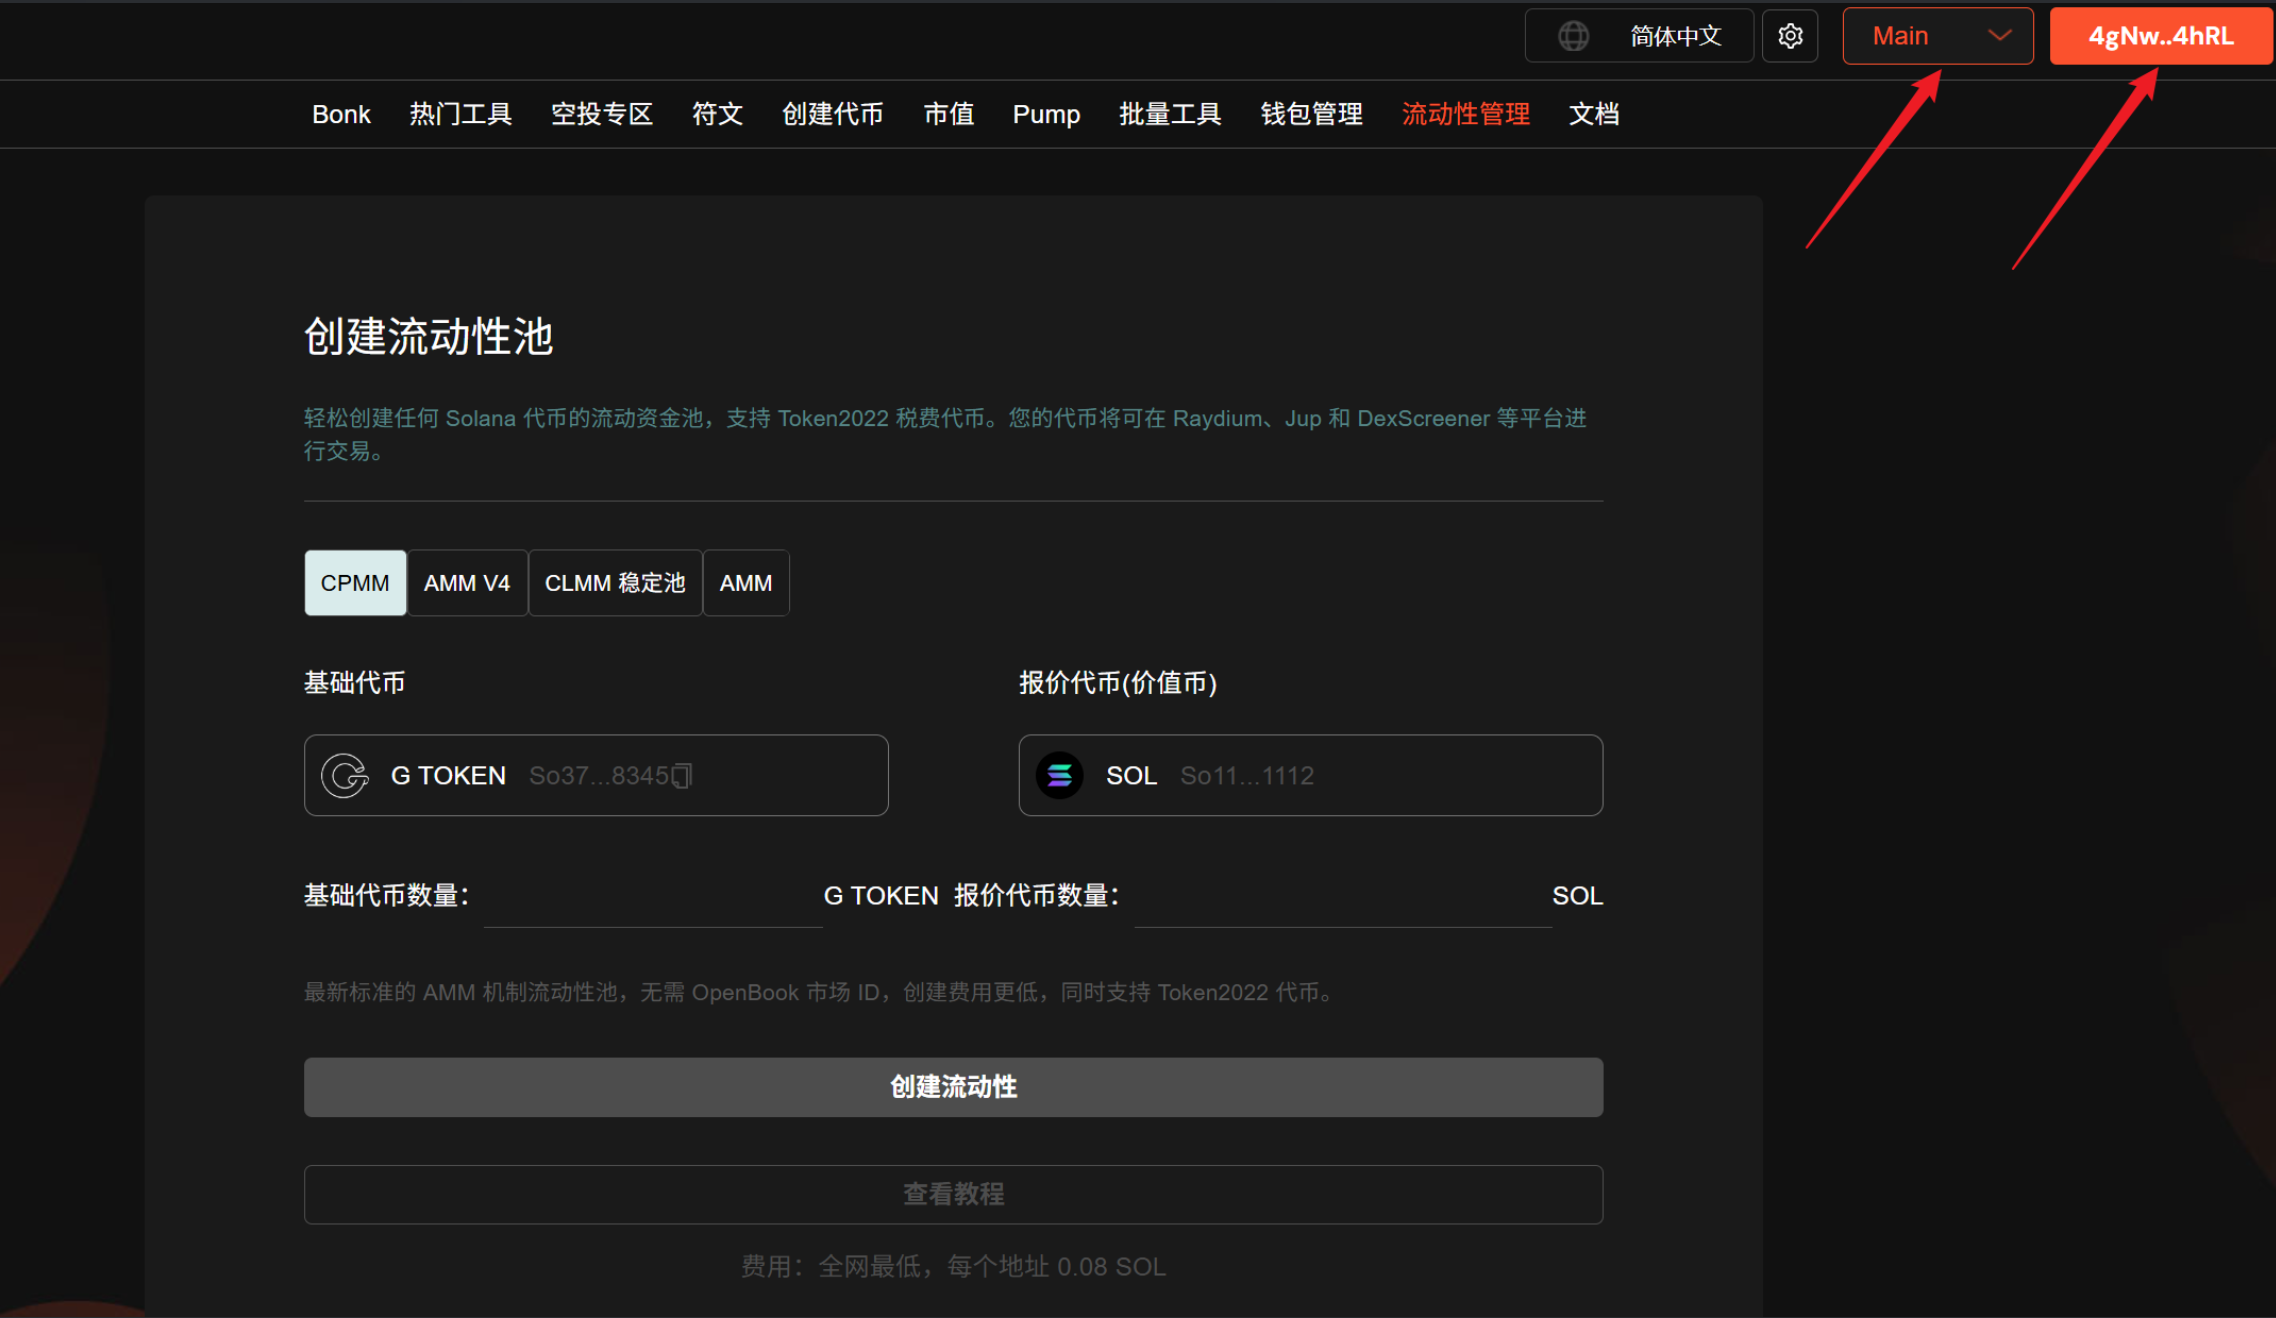 简体中文
Main
4gNw..4hRL
Bonk 热门工具 空投专区 符文 创建代币 市值 Pump 批量工具 钱包管理 流动性管理 文档
创建流动性池
轻松创建任何 Solana 代币的流动资金池，支持 Token2022 税费代币。您的代币将可在 Raydium、Jup 和 DexScreener 等平台进
行交易。
CPMM AMM V4 CLMM 稳定池 AMM
基础代币 报价代币(价值币)
G TOKEN So37...8345 SOL So11...1112
基础代币数量： G TOKEN 报价代币数量： SOL
最新标准的 AMM 机制流动性池，无需 OpenBook 市场 ID，创建费用更低，同时支持 Token2022 代币。
创建流动性
查看教程
费用：全网最低，每个地址 0.08 SOL